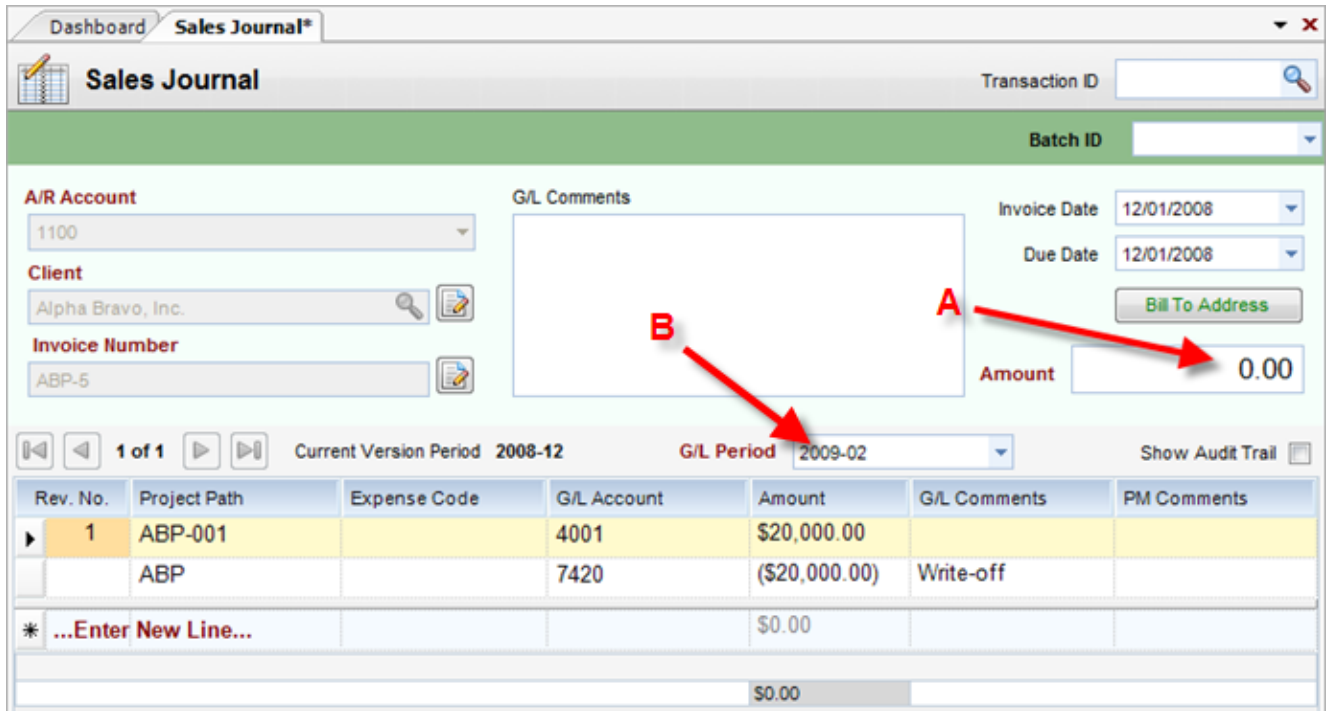 Dashboard Sales Journal*
Sales Journal Transaction ID
Batch ID
A/R Account G/L Comments Invoice Date 12/01/2008
1100
Due Date 12/01/2008
Client
Alpha Bravo, Inc. A Bill To Address
B
Invoice Number
ABP-5 Amount 0.00
1 of 1 Current Version Period 2008-12 G/L Period 2009-02 Show Audit Trail
Rev. No. Project Path Expense Code G/L Account Amount G/L Comments PM Comments
1 ABP-001 4001 $20,000.00
ABP 7420 ($20,000.00) Write-off
* ...Enter New Line... $0.00
$0.00